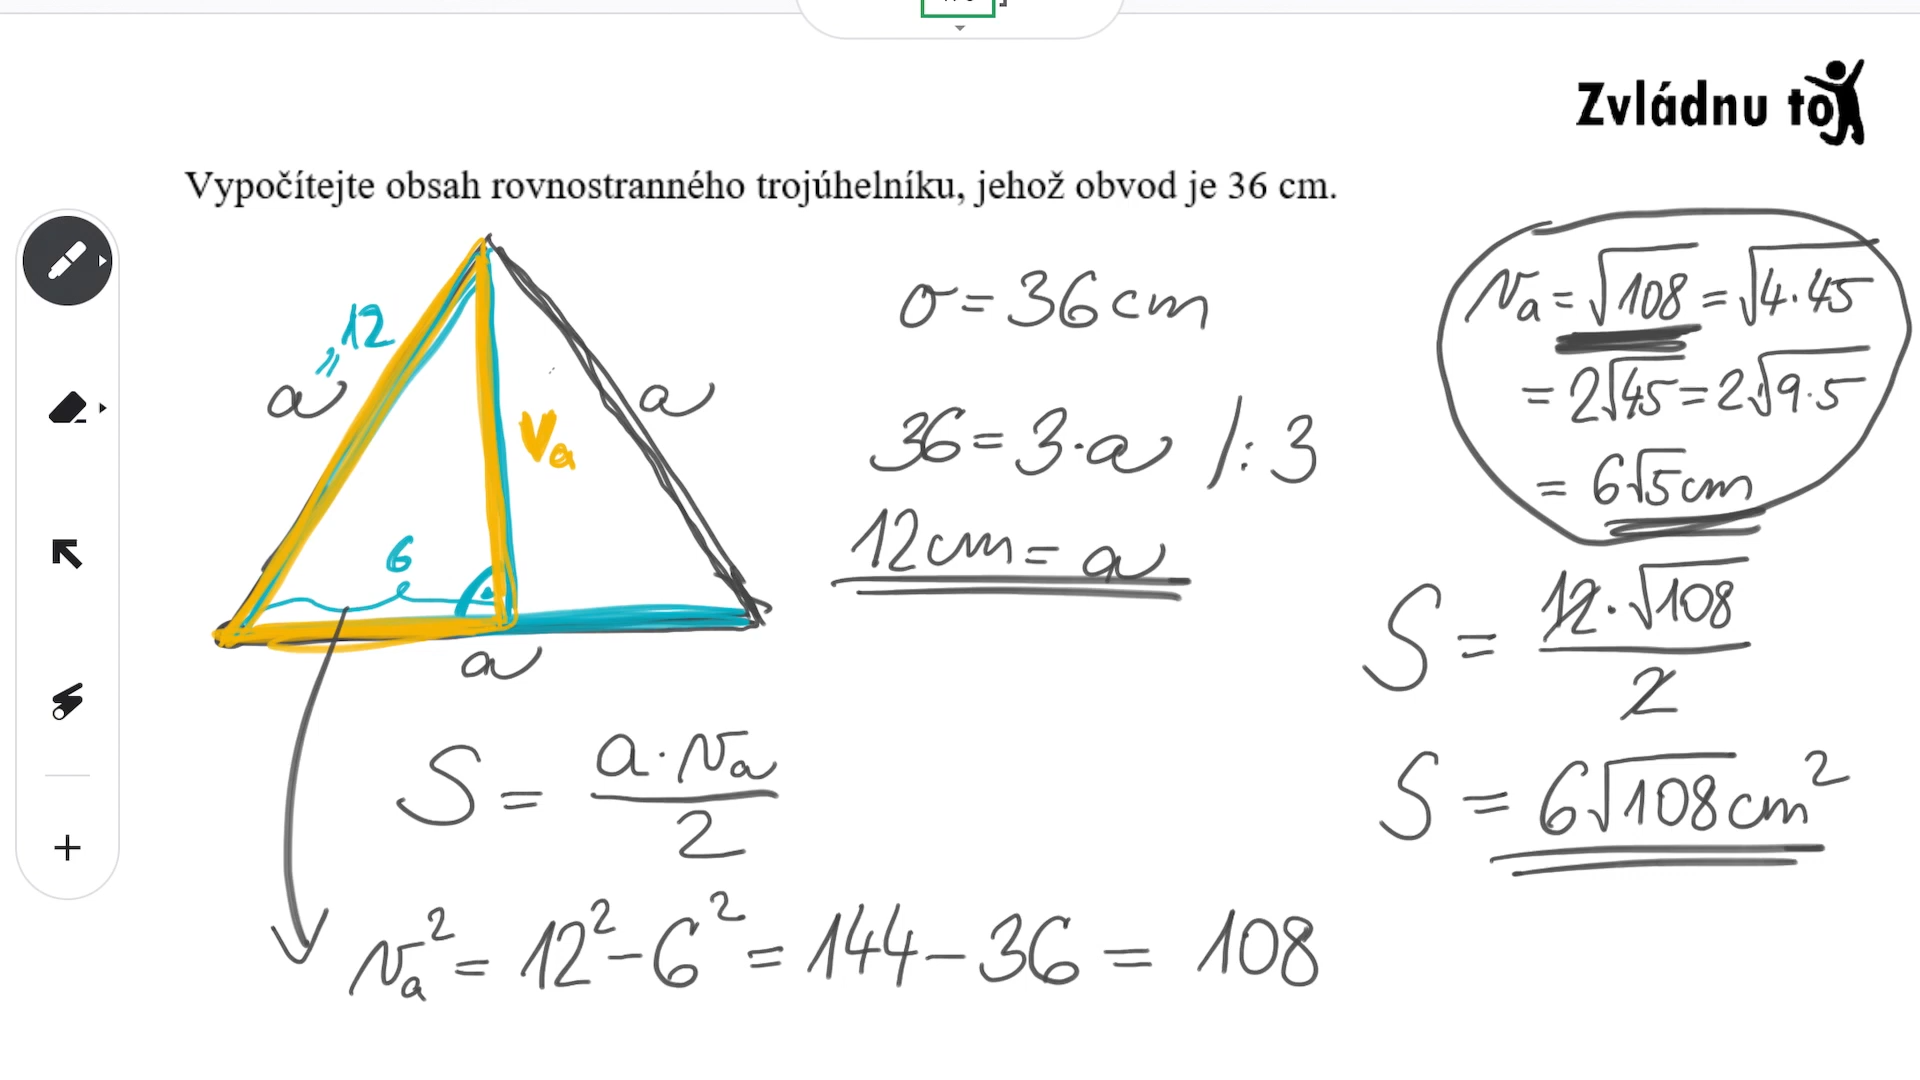 Zvládnu to
Vypočítejte obsah rovnostranného trojúhelníku, jehož obvod je 36 cm.
12
=
a
a
Va
6
a
o = 36 cm
36 = 3·a /:3
12 cm = a
va = √108 = √4·45
= 2√45 = 2√9·5
= 6√5 cm
S = 12·√108 / 2
S = 6√108 cm²
S = a·va / 2
va² = 12² - 6² = 144 - 36 = 108